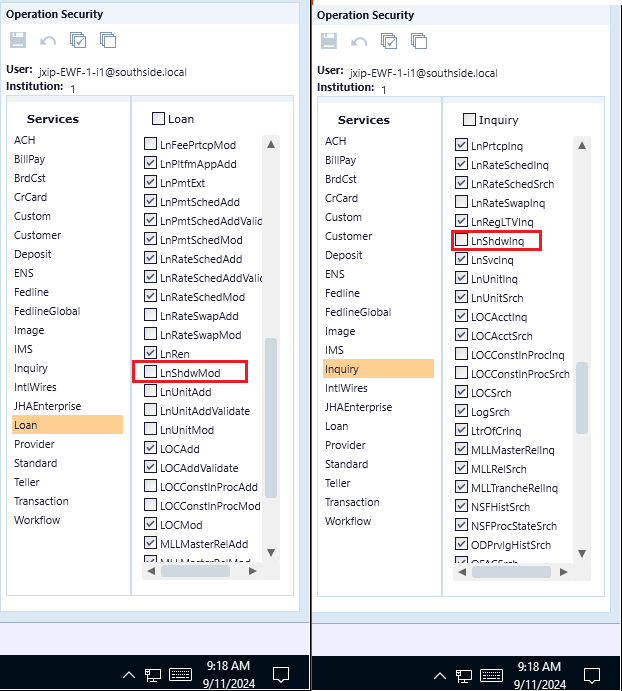 Operation Security
User: jxip-EWF-1-i1@southside.local
Institution: 1
Services
ACH
BillPay
BrdCst
CrCard
Custom
Customer
Deposit
ENS
Fedline
FedlineGlobal
Image
IMS
Inquiry
IntlWires
JHAEnterprise
Loan
Provider
Standard
Teller
Transaction
Workflow
Loan
LnFeePrtcpMod
LnPltfmAppAdd
LnPmtExt
LnPmtSchedAdd
LnPmtSchedAddValid
LnPmtSchedMod
LnRateSchedAdd
LnRateSchedAddValid
LnRateSchedMod
LnRateSwapAdd
LnRateSwapMod
LnRen
LnShdwMod
LnUnitAdd
LnUnitAddValidate
LnUnitMod
LOCAdd
LOCAddValidate
LOCConstInProcAdd
LOCConstInProcMod
LOCMod
MLLMasterRelAdd
MLLMasterRelMod
9:18 AM
9/11/2024
Operation Security
User: jxip-EWF-1-i1@southside.local
Institution: 1
Services
ACH
BillPay
BrdCst
CrCard
Custom
Customer
Deposit
ENS
Fedline
FedlineGlobal
Image
IMS
Inquiry
IntlWires
JHAEnterprise
Loan
Provider
Standard
Teller
Transaction
Workflow
Inquiry
LnPrtcpInq
LnRateSchedInq
LnRateSchedSrch
LnRateSwapInq
LnRegLTVInq
LnShdwInq
LnSvcInq
LnUnitInq
LnUnitSrch
LOCAcctInq
LOCAcctSrch
LOCConstInProcInq
LOCConstInProcSrch
LOCSrch
LogSrch
LtrOfCrInq
MLLMasterRelInq
MLLRelSrch
MLLTrancheRelInq
NSFHistSrch
NSFProcStateSrch
ODPrvlgHistSrch
OFACSrch
9:18 AM
9/11/2024